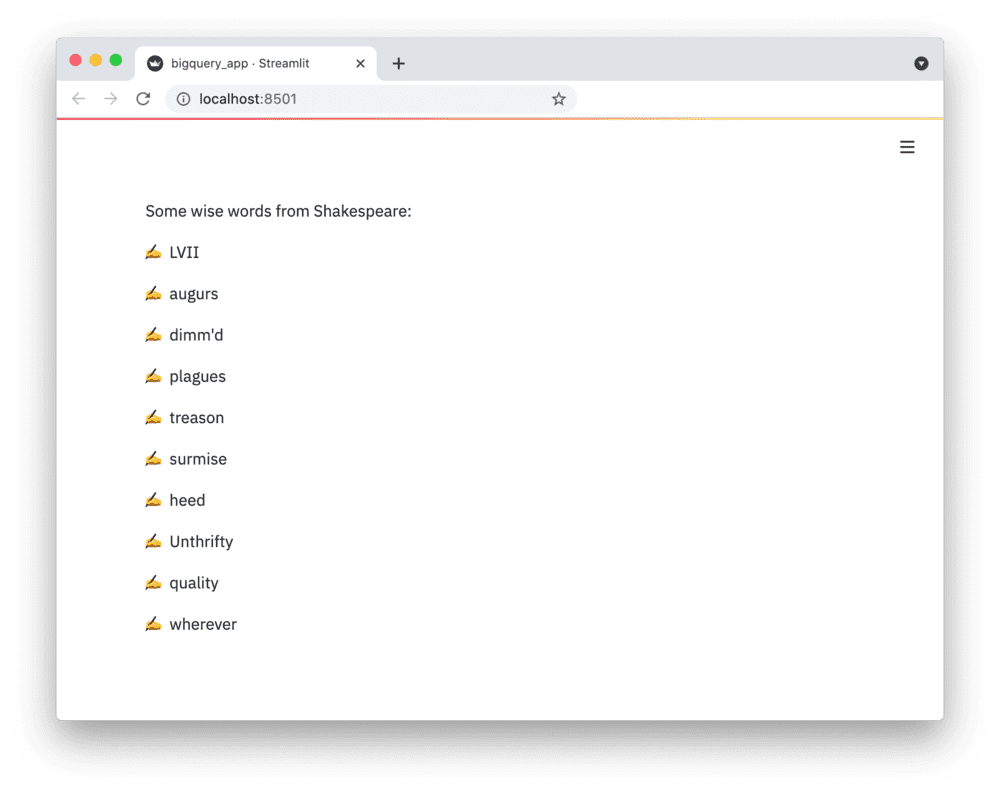 bigquery_app · Streamlit
localhost:8501
Some wise words from Shakespeare:
✍️ LVII
✍️ augurs
✍️ dimm'd
✍️ plagues
✍️ treason
✍️ surmise
✍️ heed
✍️ Unthrifty
✍️ quality
✍️ wherever